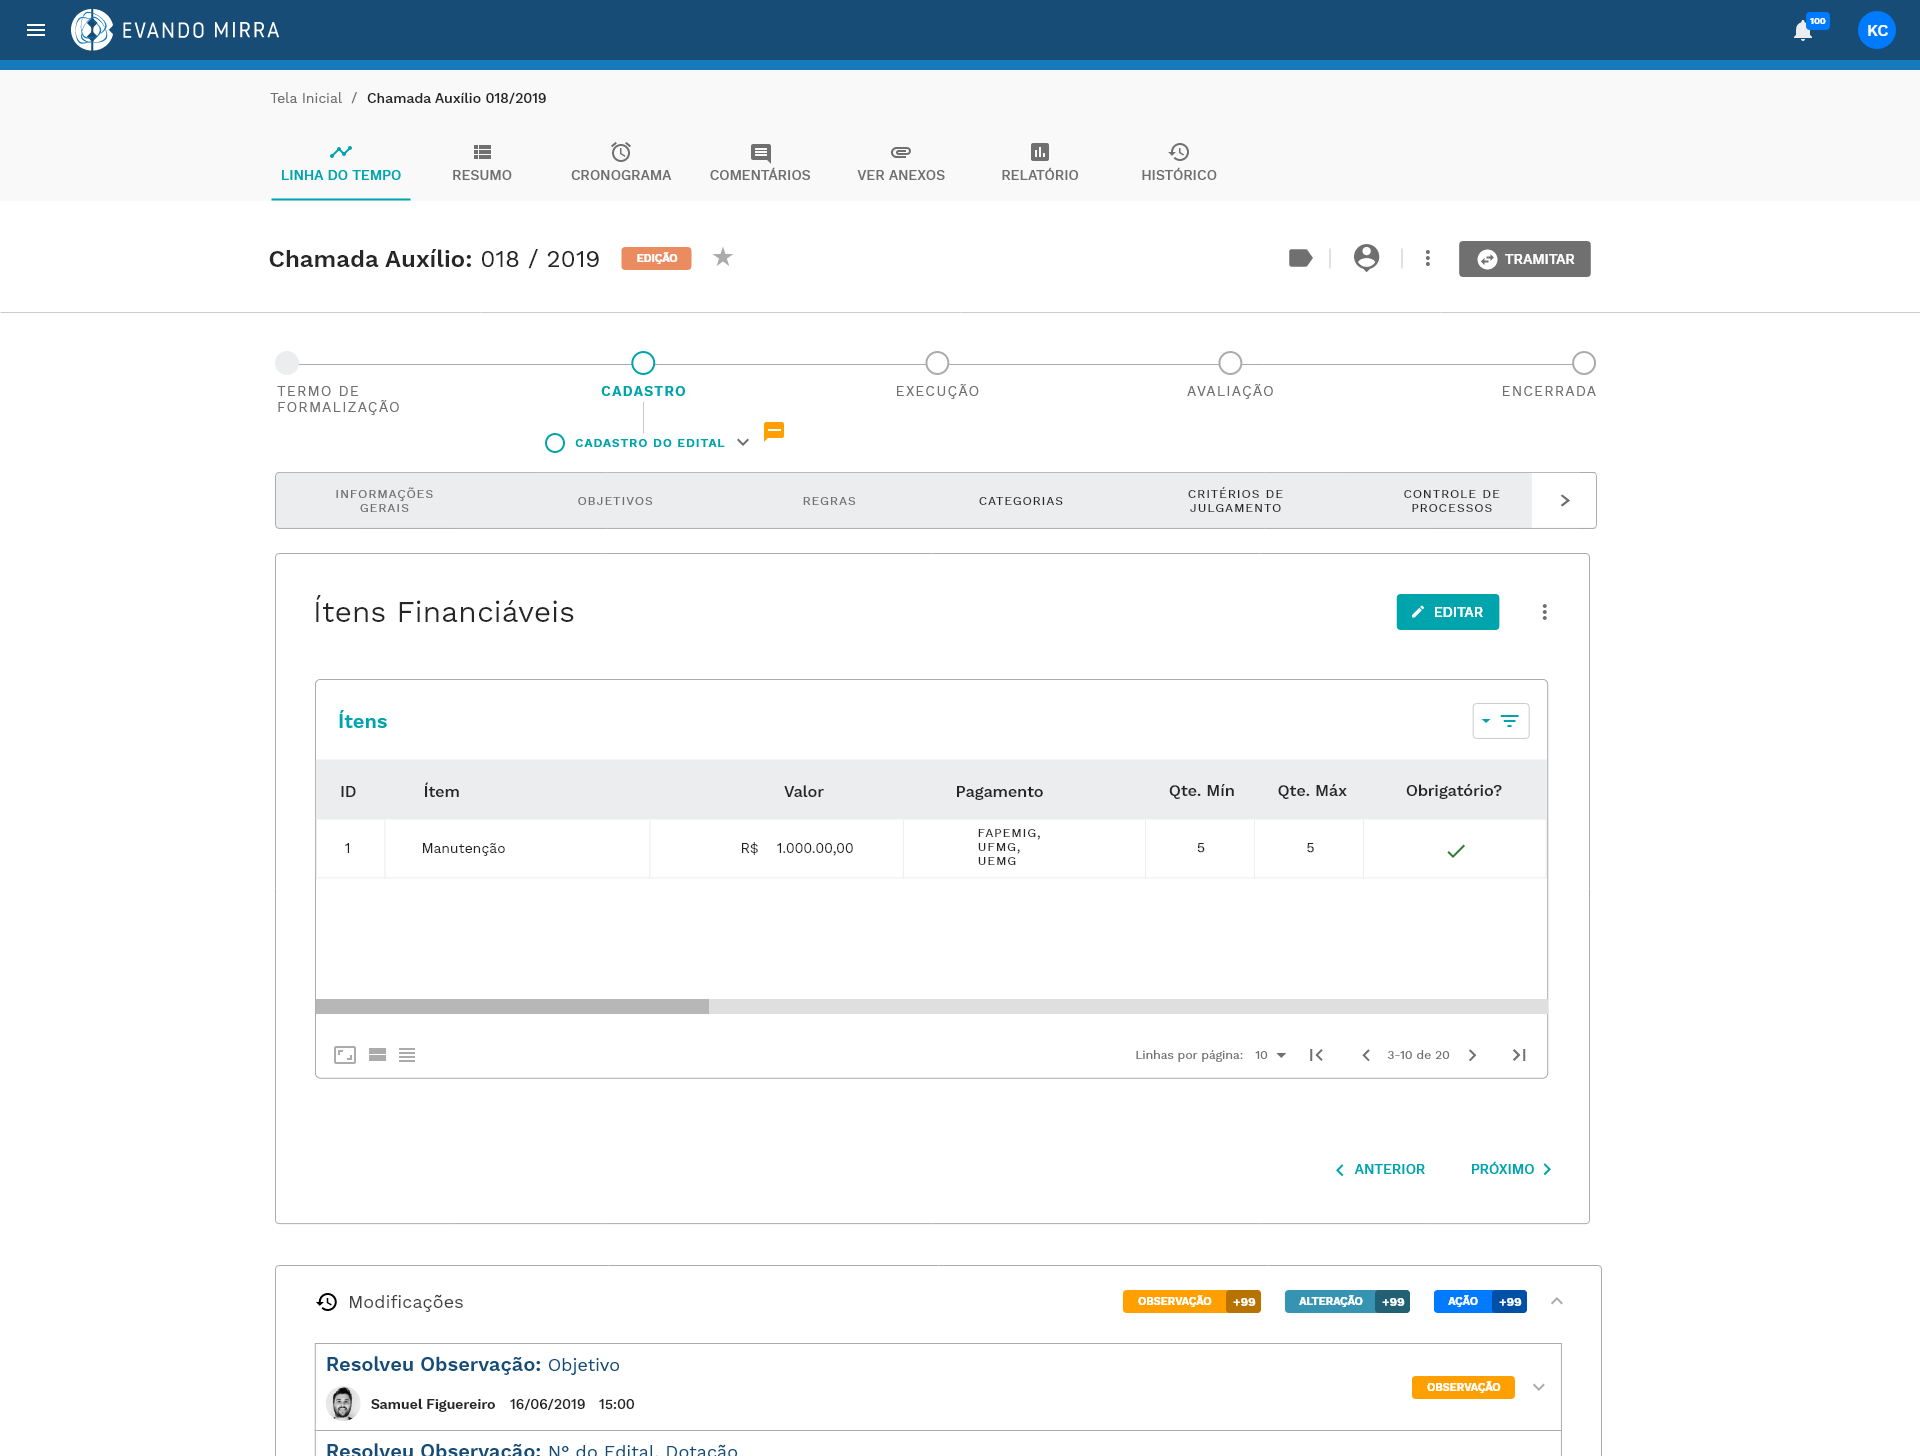 EVANDO MIRRA
100
KC
Tela Inicial / Chamada Auxílio 018/2019
LINHA DO TEMPO
RESUMO
CRONOGRAMA
COMENTÁRIOS
VER ANEXOS
RELATÓRIO
HISTÓRICO
Chamada Auxílio: 018 / 2019
EDIÇÃO
TRAMITAR
TERMO DE
FORMALIZAÇÃO
CADASTRO
EXECUÇÃO
AVALIAÇÃO
ENCERRADA
CADASTRO DO EDITAL
INFORMAÇÕES
GERAIS
OBJETIVOS
REGRAS
CATEGORIAS
CRITÉRIOS DE
JULGAMENTO
CONTROLE DE
PROCESSOS
Ítens Financiáveis
EDITAR
Ítens
ID
Ítem
Valor
Pagamento
Qte. Mín
Qte. Máx
Obrigatório?
1
Manutenção
R$ 1.000.00,00
FAPEMIG,
UFMG,
UEMG
5
5
Linhas por página: 10
3-10 de 20
ANTERIOR
PRÓXIMO
Modificações
OBSERVAÇÃO +99
ALTERAÇÃO +99
AÇÃO +99
Resolveu Observação: Objetivo
Samuel Figuereiro 16/06/2019 15:00
OBSERVAÇÃO
Resolveu Observação: N° do Edital, Dotação